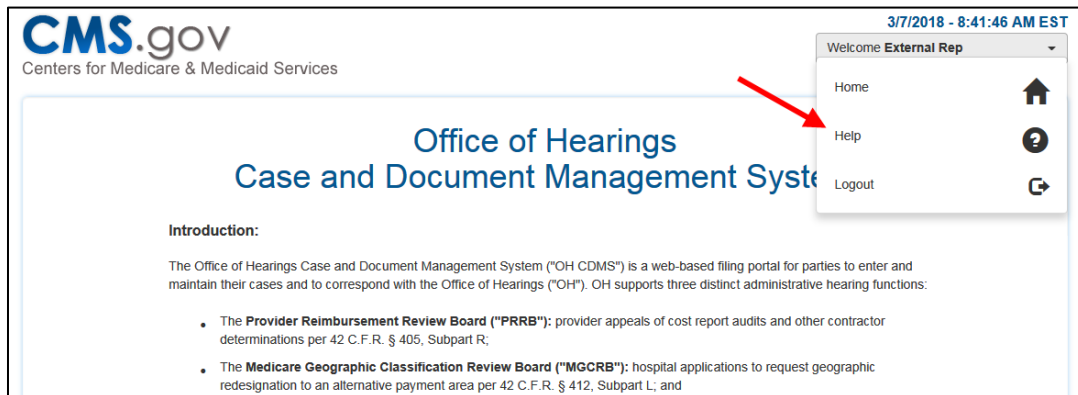 CMS.gov
Centers for Medicare & Medicaid Services
3/7/2018 - 8:41:46 AM EST
Welcome External Rep
Home
Help
Logout
Office of Hearings
Case and Document Management Syste
Introduction:
The Office of Hearings Case and Document Management System ("OH CDMS") is a web-based filing portal for parties to enter and
maintain their cases and to correspond with the Office of Hearings ("OH"). OH supports three distinct administrative hearing functions:
• The Provider Reimbursement Review Board ("PRRB"): provider appeals of cost report audits and other contractor
determinations per 42 C.F.R. § 405, Subpart R;
• The Medicare Geographic Classification Review Board ("MGCRB"): hospital applications to request geographic
redesignation to an alternative payment area per 42 C.F.R. § 412, Subpart L; and